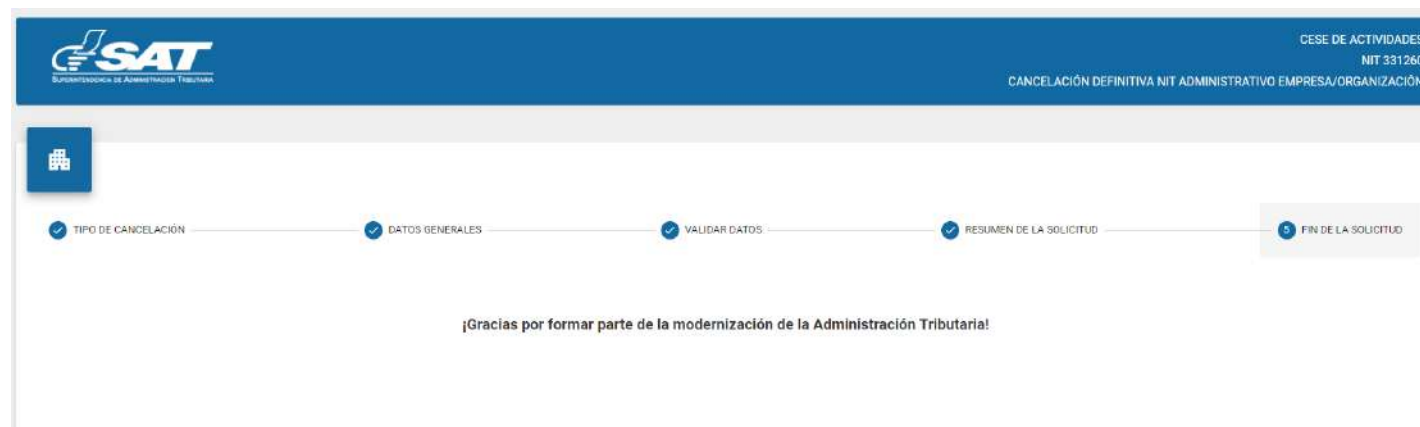 SAT
SUPERINTENDENCIA DE ADMINISTRACIÓN TRIBUTARIA
CESE DE ACTIVIDADES
NIT 331260
CANCELACIÓN DEFINITIVA NIT ADMINISTRATIVO EMPRESA/ORGANIZACIÓN
TIPO DE CANCELACIÓN
DATOS GENERALES
VALIDAR DATOS
RESUMEN DE LA SOLICITUD
5 FIN DE LA SOLICITUD
¡Gracias por formar parte de la modernización de la Administración Tributaria!